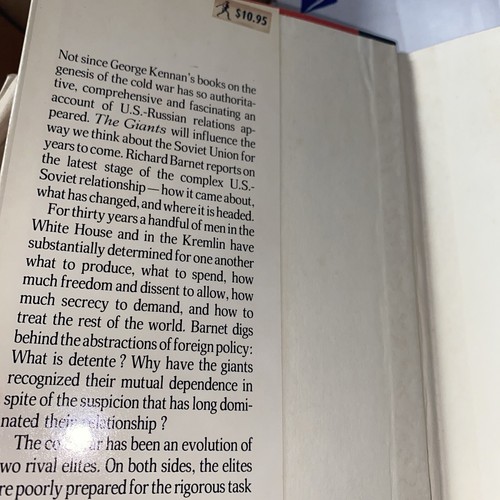 $10.95
Not since George Kennan's books on the
genesis of the cold war has so authorita-
tive, comprehensive and fascinating an
account of U.S.-Russian relations ap-
peared. The Giants will influence the
way we think about the Soviet Union for
years to come. Richard Barnet reports on
the latest stage of the complex U.S.-
Soviet relationship—how it came about,
what has changed, and where it is headed.
For thirty years a handful of men in the
White House and in the Kremlin have
substantially determined for one another
what to produce, what to spend, how
much freedom and dissent to allow, how
much secrecy to demand, and how to
treat the rest of the world. Barnet digs
behind the abstractions of foreign policy:
What is detente? Why have the giants
recognized their mutual dependence in
spite of the suspicion that has long domi-
nated their relationship?
The cold war has been an evolution of
wo rival elites. On both sides, the elites
re poorly prepared for the rigorous task